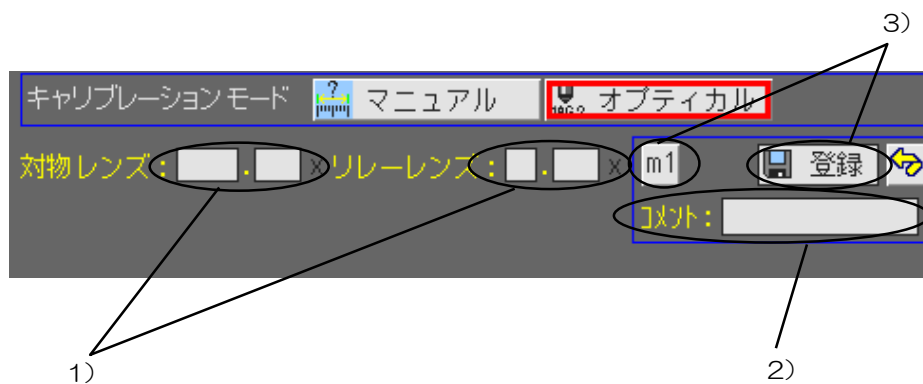 3）
キャリブレーションモード ? マニュアル オプティカル
対物レンズ： . x リレーレンズ： . x m1 登録
コメント：
1）
2）